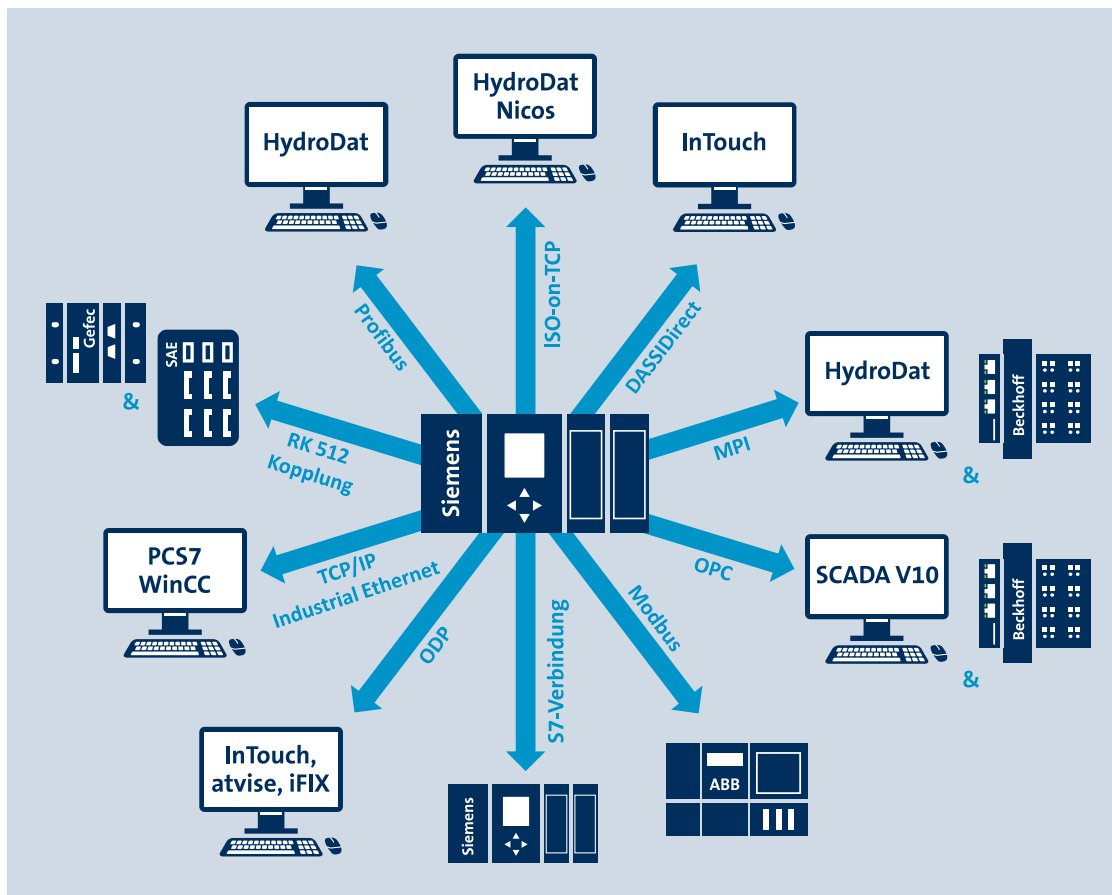 HydroDat
Nicos
HydroDat
InTouch
ISO-on-TCP
Profibus
DASSIDirect
Gefec
&
SAE
HydroDat
Beckhoff
&
RK 512
Kopplung
MPI
Siemens
PCS7
WinCC
TCP/IP
Industrial Ethernet
OPC
SCADA V10
Beckhoff
&
ODP
S7-Verbindung
Modbus
InTouch,
atvise, iFIX
Siemens
ABB